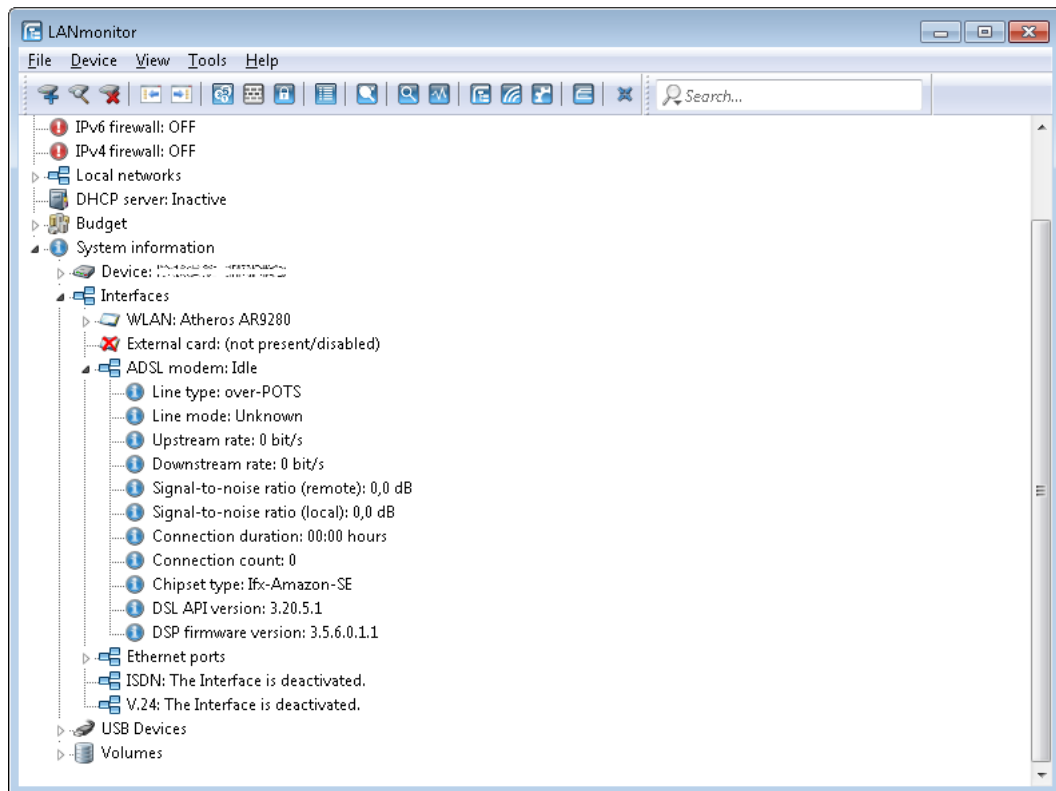 LANmonitor
File Device View Tools Help
Search...
IPv6 firewall: OFF
IPv4 firewall: OFF
Local networks
DHCP server: Inactive
Budget
System information
Device:
Interfaces
WLAN: Atheros AR9280
External card: (not present/disabled)
ADSL modem: Idle
Line type: over-POTS
Line mode: Unknown
Upstream rate: 0 bit/s
Downstream rate: 0 bit/s
Signal-to-noise ratio (remote): 0,0 dB
Signal-to-noise ratio (local): 0,0 dB
Connection duration: 00:00 hours
Connection count: 0
Chipset type: Ifx-Amazon-SE
DSL API version: 3.20.5.1
DSP firmware version: 3.5.6.0.1.1
Ethernet ports
ISDN: The Interface is deactivated.
V.24: The Interface is deactivated.
USB Devices
Volumes